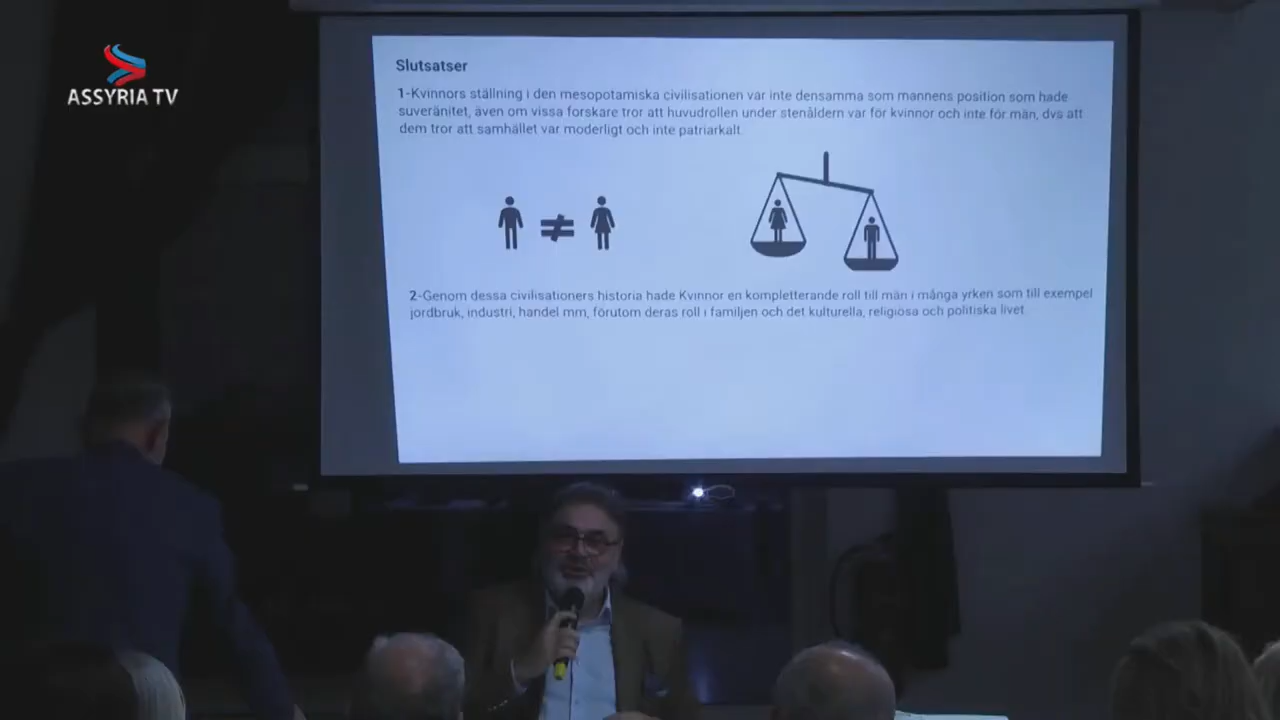 ASSYRIA TV
Slutsatser
1-Kvinnors ställning i den mesopotamiska civilisationen var inte densamma som mannens position som hade
suveränitet, även om vissa forskare tror att huvudrollen under stenåldern var för kvinnor och inte för män, dvs att
dem tror att samhället var moderligt och inte patriarkalt.
2-Genom dessa civilisationers historia hade Kvinnor en kompletterande roll till män i många yrken som till exempel
jordbruk, industri, handel mm, förutom deras roll i familjen och det kulturella, religiösa och politiska livet.